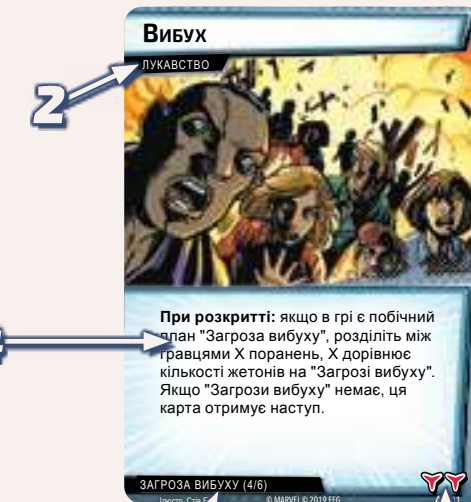 Вибух
2
ЛУКАВСТВО
При розкритті: якщо в грі є побічний
план "Загроза вибуху", розділіть між
гравцями X поранень, X дорівнює
кількості жетонів на "Загрозі вибуху".
Якщо "Загрози вибуху" немає, ця
карта отримує наступ.
ЗАГРОЗА ВИБУХУ (4/6)
© MARVEL © 2019 FFG